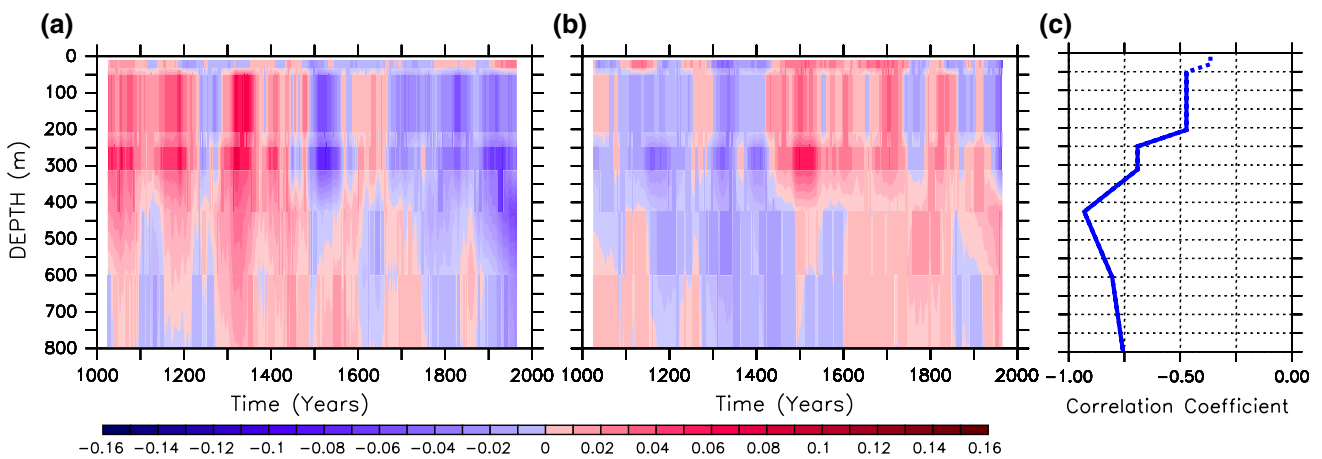 (a) (b) (c)
0
100
200
300
400
500
600
700
800
DEPTH (m)
1000 1200 1400 1600 1800 2000
1000 1200 1400 1600 1800 2000
-1.00 -0.50 0.00
Time (Years) Time (Years) Correlation Coefficient
-0.16 -0.14 -0.12 -0.1 -0.08 -0.06 -0.04 -0.02 0 0.02 0.04 0.06 0.08 0.1 0.12 0.14 0.16